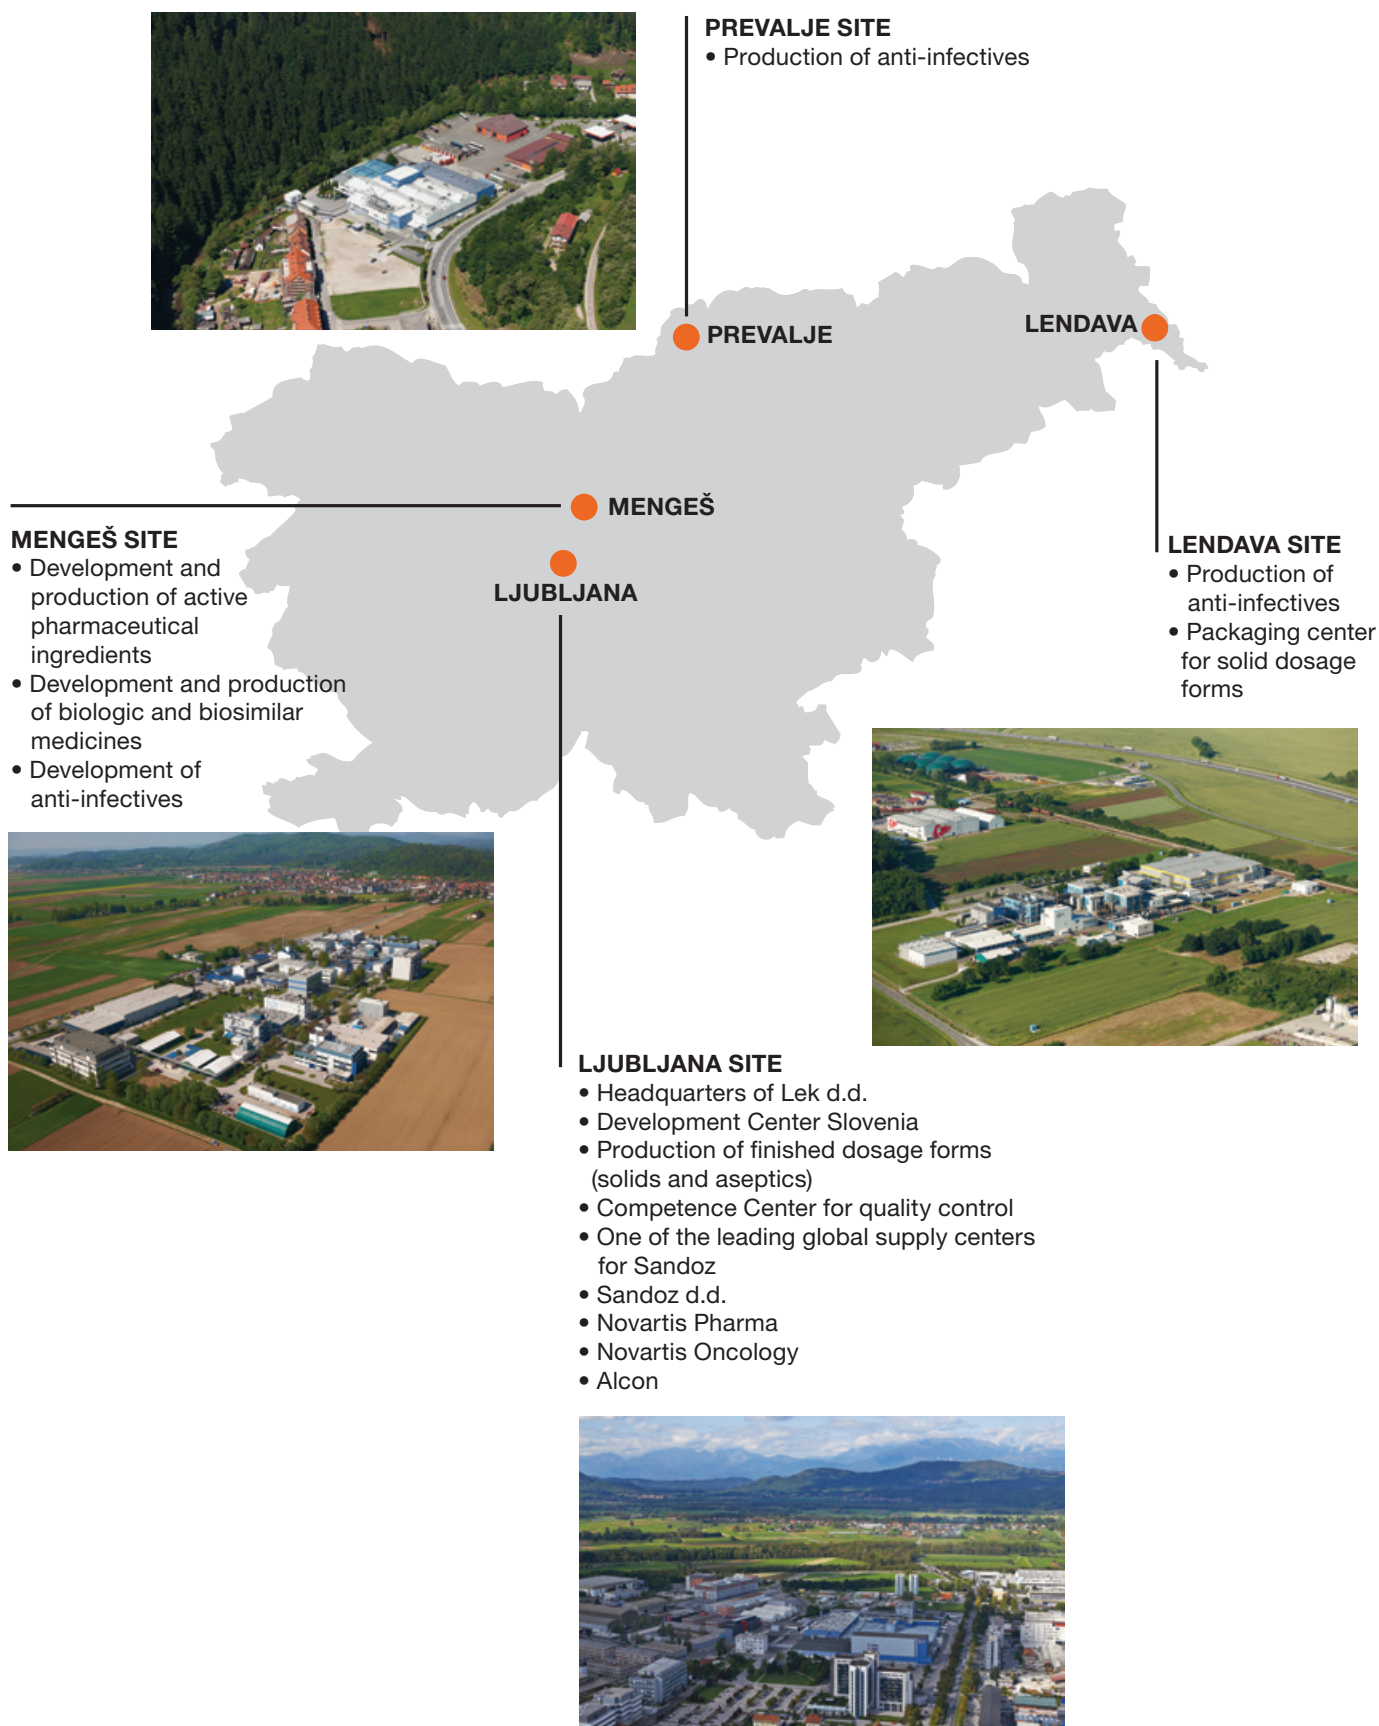 PREVALJE SITE
• Production of anti-infectives
PREVALJE
LENDAVA
MENGEŠ
LJUBLJANA
MENGEŠ SITE
• Development and
production of active
pharmaceutical
ingredients
• Development and production
of biologic and biosimilar
medicines
• Development of
anti-infectives
LENDAVA SITE
• Production of
anti-infectives
• Packaging center
for solid dosage
forms
LJUBLJANA SITE
• Headquarters of Lek d.d.
• Development Center Slovenia
• Production of finished dosage forms
(solids and aseptics)
• Competence Center for quality control
• One of the leading global supply centers
for Sandoz
• Sandoz d.d.
• Novartis Pharma
• Novartis Oncology
• Alcon